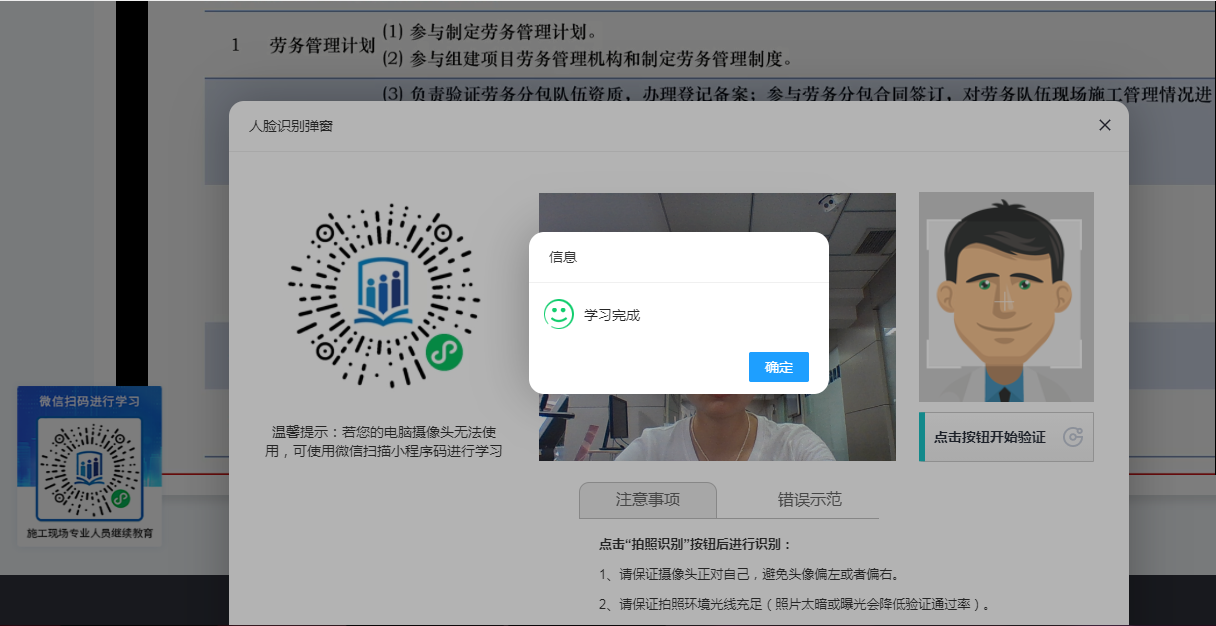 1 劳务管理计划
(1) 参与制定劳务管理计划。
(2) 参与组建项目劳务管理机构和制定劳务管理制度。
(3) 负责验证劳务分包队伍资质，办理登记备案；参与劳务分包合同签订，对劳务队伍现场施工管理情况进
人脸识别弹窗
信息
学习完成
确定
温馨提示：若您的电脑摄像头无法使
用，可使用微信扫描小程序码进行学习
点击按钮开始验证
微信扫码进行学习
施工现场专业人员继续教育
注意事项
错误示范
点击“拍照识别”按钮后进行识别：
1、请保证摄像头正对自己，避免头像偏左或者偏右。
2、请保证拍照环境光线充足（照片太暗或曝光会降低验证通过率）。